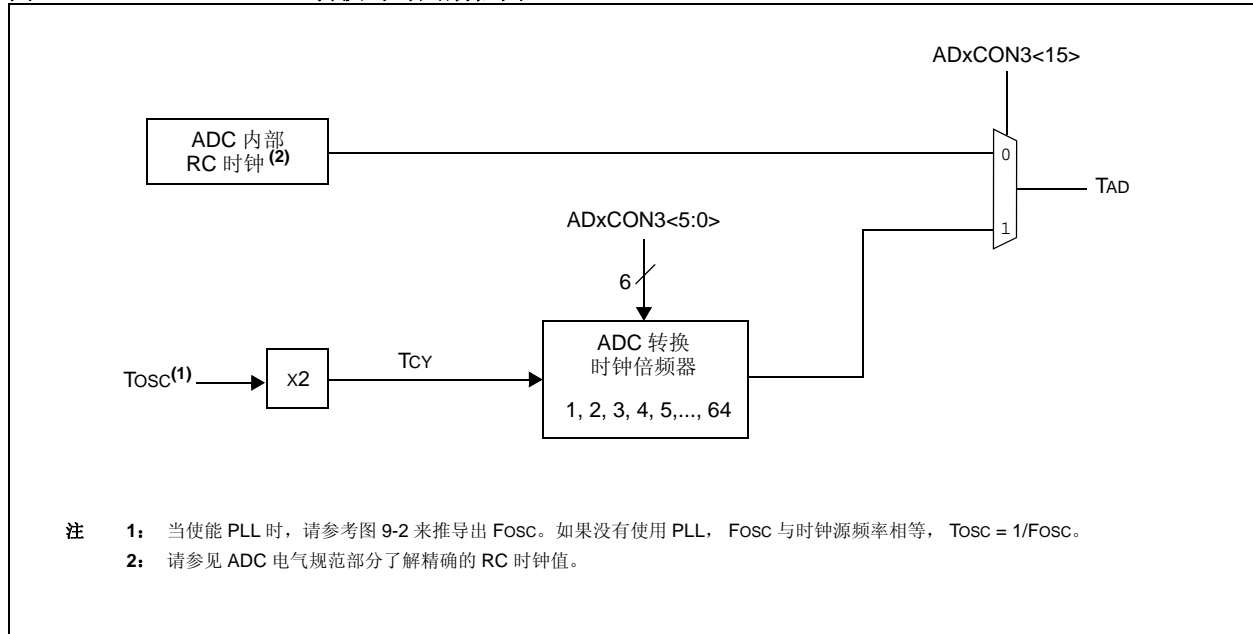 ADxCON3<15>
ADC 内部
RC 时钟(2)
0
TAD
ADxCON3<5:0>
1
6
ADC 转换
时钟倍频器
1, 2, 3, 4, 5,..., 64
TOSC(1)
X2
TCY
注 1： 当使能 PLL 时，请参考图 9-2 来推导出 FOSC。如果没有使用 PLL， FOSC 与时钟源频率相等， TOSC = 1/FOSC。
2： 请参见 ADC 电气规范部分了解精确的 RC 时钟值。